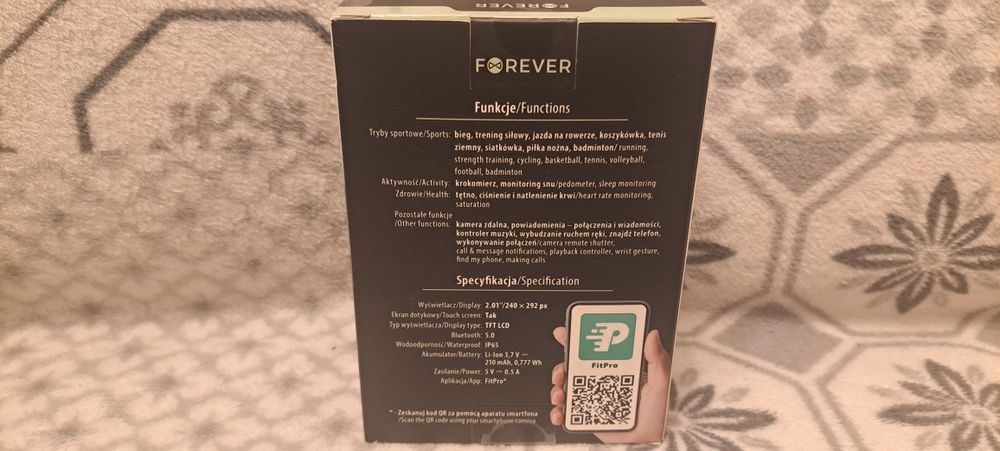 FOREVER
FOREVER
Funkcje/Functions
Tryby sportowe/Sports: bieg, trening siłowy, jazda na rowerze, koszykówka, tenis
ziemny, siatkówka, piłka nożna, badminton/ running,
strength training, cycling, basketball, tennis, volleyball,
football, badminton
Aktywność/Activity: krokomierz, monitoring snu/pedometer, sleep monitoring
Zdrowie/Health: tętno, ciśnienie i natlenienie krwi/heart rate monitoring,
saturation
Pozostałe funkcje
/Other functions: kamera zdalna, powiadomienia – połączenia i wiadomości,
kontroler muzyki, wybudzanie ruchem ręki, znajdź telefon,
wykonywanie połączeń/camera remote shutter,
call & message notifications, playback controller, wrist gesture,
find my phone, making calls
Specyfikacja/Specification
Wyświetlacz/Display: 2.01"/240 × 292 px
Ekran dotykowy/Touch screen: Tak
Typ wyświetlacza/Display type: TFT LCD
Bluetooth: 5.0
Wodoodporność/Waterproof: IP65
Akumulator/Battery: Li-Ion 3,7 V ⎓
210 mAh, 0,777 Wh
Zasilanie/Power: 5 V ⎓ 0.5 A
Aplikacja/App: FitPro*
FitPro
* - Zeskanuj kod QR za pomocą aparatu smartfona
/Scan the QR code using your smartphone camera